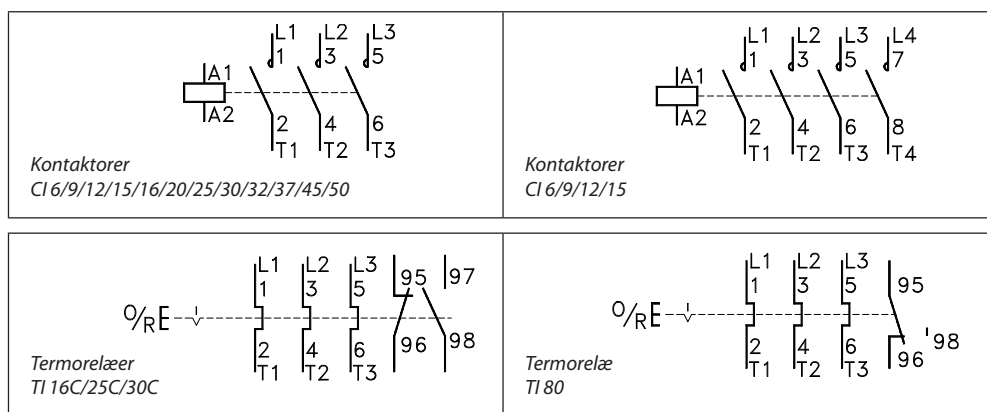 L1 L2 L3
1 3 5
A1
A2
2 4 6
T1 T2 T3
Kontaktorer
CI 6/9/12/15/16/20/25/30/32/37/45/50
L1 L2 L3 L4
1 3 5 7
A1
A2
2 4 6 8
T1 T2 T3 T4
Kontaktorer
CI 6/9/12/15
L1 L2 L3
1 3 5 95 97
O/R
2 4 6 96 98
T1 T2 T3
Termorelæer
TI 16C/25C/30C
L1 L2 L3
1 3 5 95
O/R
2 4 6 96 98
T1 T2 T3
Termorelæ
TI 80